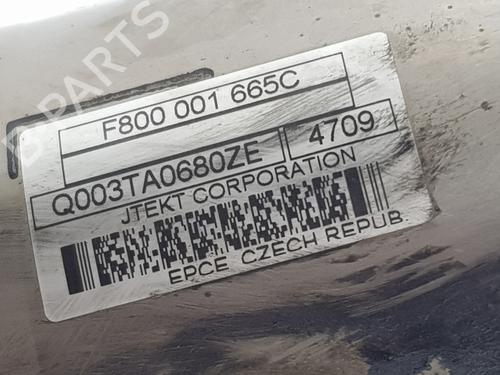 B PARTS
F800 001 665C
Q003TA0680ZE 4709
JTEKT CORPORATION
EPCE CZECH REPUB.